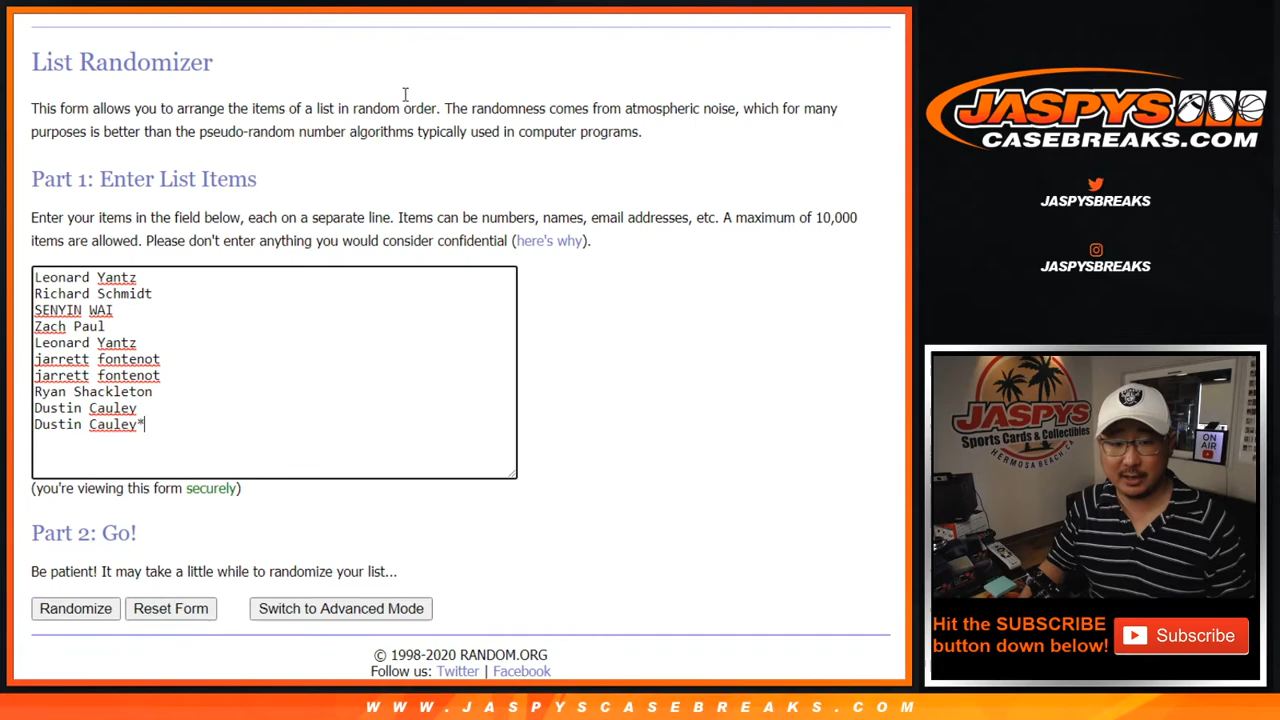 List Randomizer
This form allows you to arrange the items of a list in random order. The randomness comes from atmospheric noise, which for many
purposes is better than the pseudo-random number algorithms typically used in computer programs.
Part 1: Enter List Items
Enter your items in the field below, each on a separate line. Items can be numbers, names, email addresses, etc. A maximum of 10,000
items are allowed. Please don't enter anything you would consider confidential (here's why).
Leonard Yantz
Richard Schmidt
SENYIN WAI
Zach Paul
Leonard Yantz
jarrett fontenot
jarrett fontenot
Ryan Shackleton
Dustin Cauley
Dustin Cauley*
(you're viewing this form securely)
Part 2: Go!
Be patient! It may take a little while to randomize your list...
Randomize Reset Form Switch to Advanced Mode
© 1998-2020 RANDOM.ORG
Follow us: Twitter | Facebook
JASPYS
CASEBREAKS.COM
JASPYSBREAKS
JASPYSBREAKS
JASPYS
Sports Cards & Collectibles
HERMOSA BEACH CA
ON AIR
Hit the SUBSCRIBE
button down below!
Subscribe
WWW.JASPYSCASEBREAKS.COM